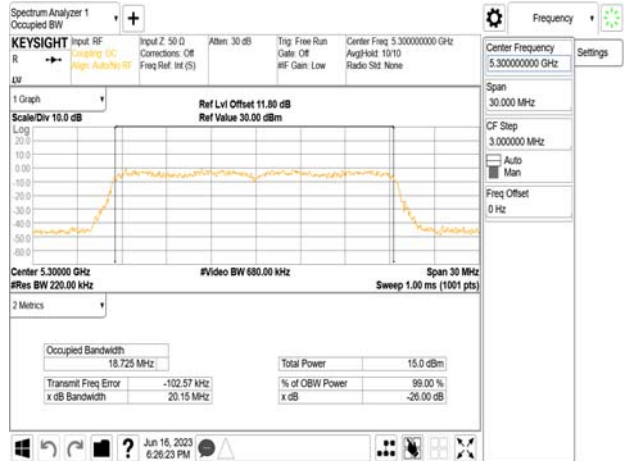 Spectrum Analyzer 1
Occupied BW
+
Frequency
KEYSIGHT
R
Input: RF
Coupling: DC
Align: Auto/No RF
Input Z: 50 Ω
Corrections: Off
Freq Ref: Int (S)
Atten: 30 dB
Trig: Free Run
Gate: Off
#IF Gain: Low
Center Freq: 5.300000000 GHz
Avg|Hold: 10/10
Radio Std: None
Center Frequency
5.300000000 GHz
Settings
Span
30.000 MHz
CF Step
3.000000 MHz
Auto
Man
Freq Offset
0 Hz
1 Graph
Scale/Div 10.0 dB
Ref Lvl Offset 11.80 dB
Ref Value 30.00 dBm
Log
20.0
10.0
0.00
-10.0
-20.0
-30.0
-40.0
-50.0
-60.0
Center 5.30000 GHz
#Res BW 220.00 kHz
#Video BW 680.00 kHz
Span 30 MHz
Sweep 1.00 ms (1001 pts)
2 Metrics
Occupied Bandwidth
18.725 MHz
Transmit Freq Error -102.57 kHz
x dB Bandwidth 20.15 MHz
Total Power 15.0 dBm
% of OBW Power 99.00 %
x dB -26.00 dB
?
Jun 16, 2023
6:26:23 PM